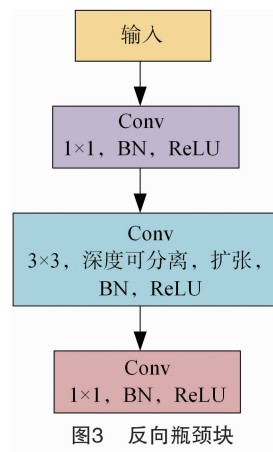 输入
Conv
1×1，BN，ReLU
Conv
3×3，深度可分离，扩张，
BN，ReLU
Conv
1×1，BN，ReLU
图3 反向瓶颈块